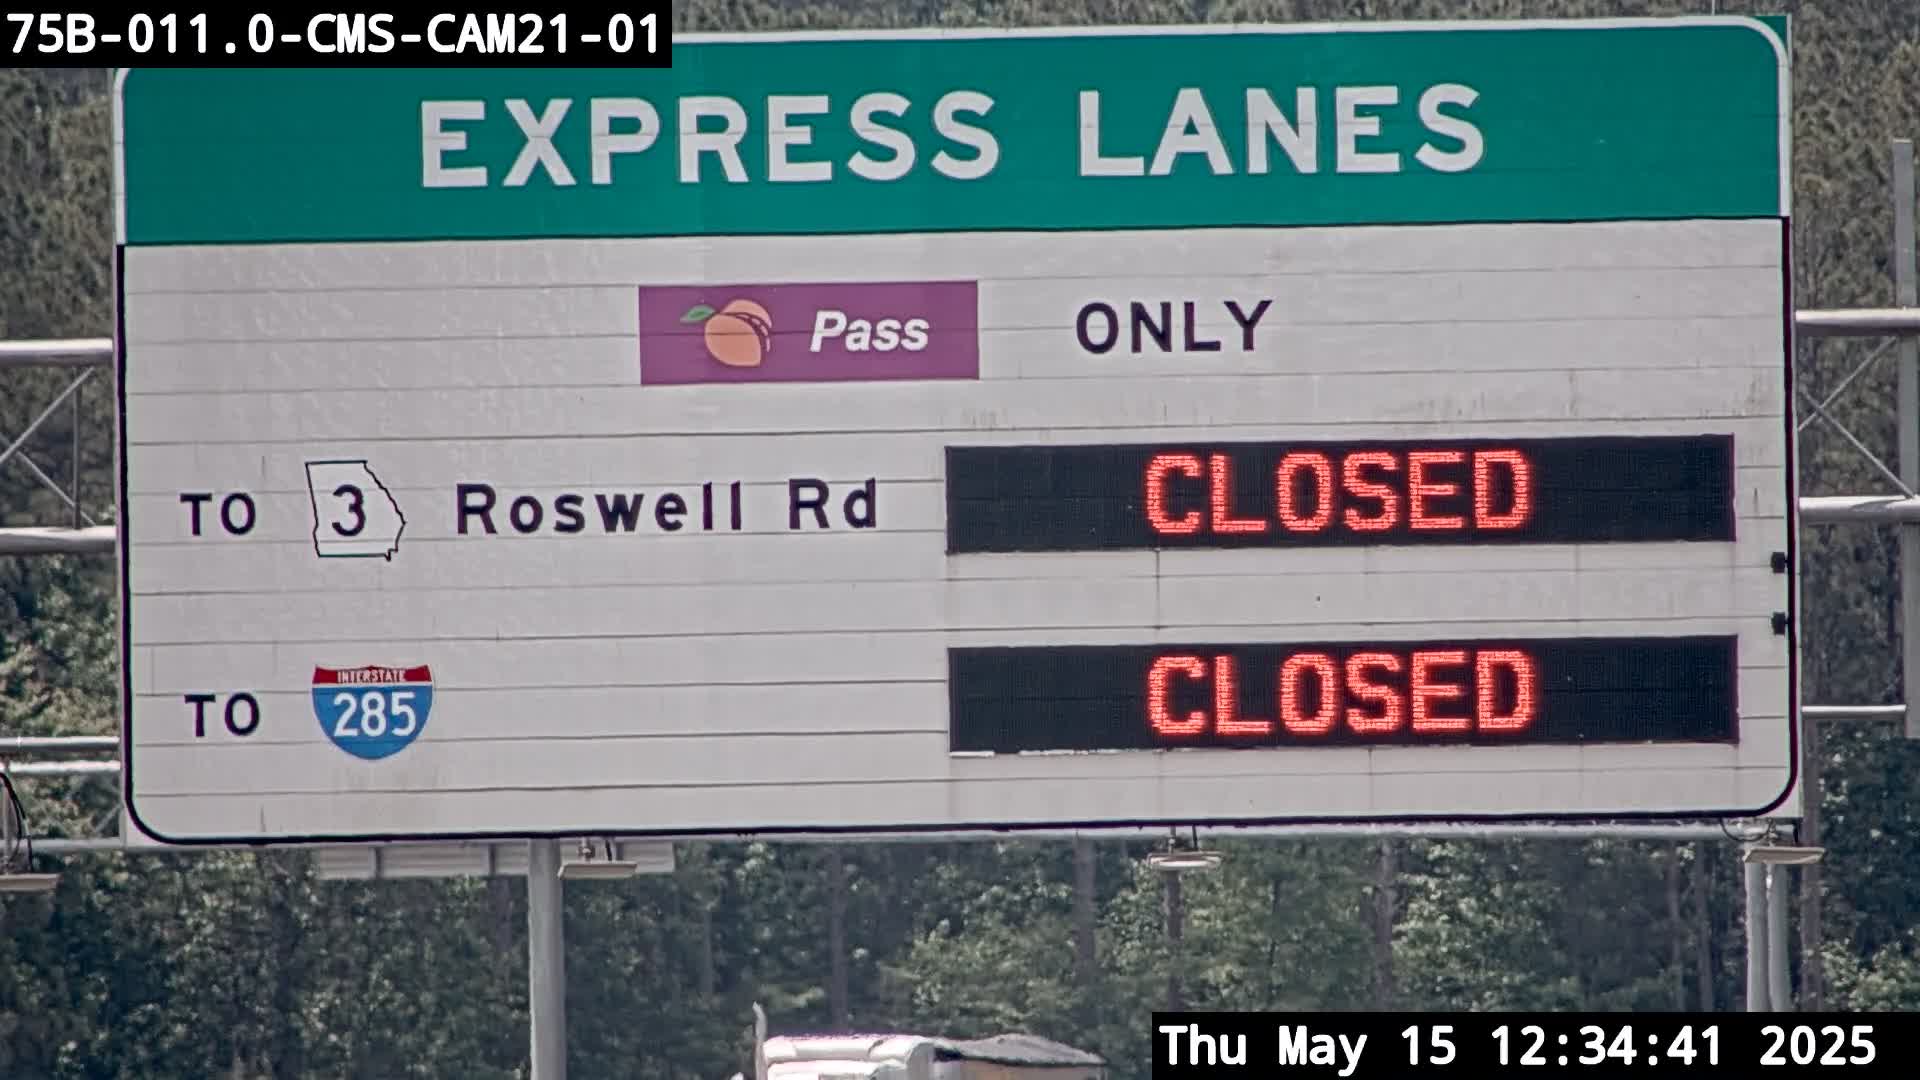 75B-011.0-CMS-CAM21-01
EXPRESS LANES
Pass ONLY
TO 3 Roswell Rd CLOSED
TO INTERSTATE 285 CLOSED
Thu May 15 12:34:41 2025